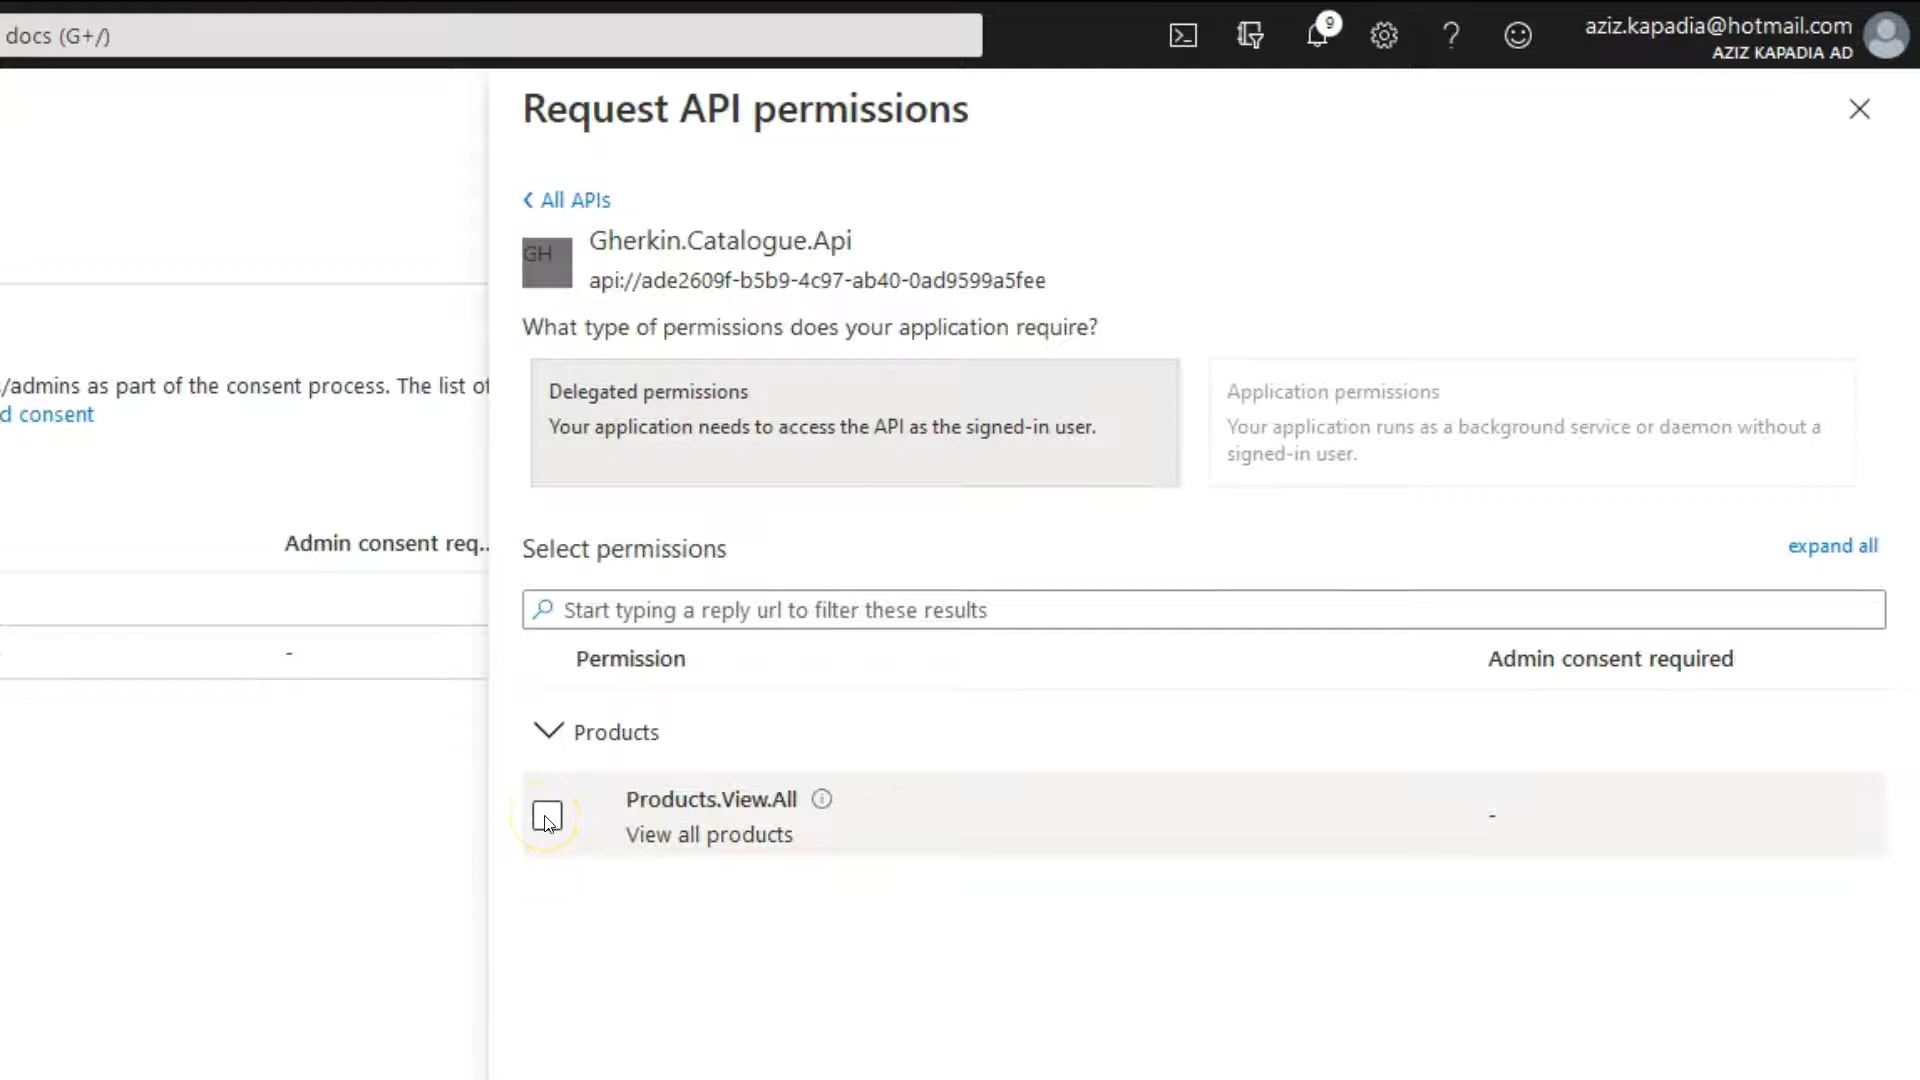 docs (G+/)
9
aziz.kapadia@hotmail.com
AZIZ KAPADIA AD
Request API permissions
All APIs
GH
Gherkin.Catalogue.Api
api://ade2609f-b5b9-4c97-ab40-0ad9599a5fee
What type of permissions does your application require?
Delegated permissions
Your application needs to access the API as the signed-in user.
Application permissions
Your application runs as a background service or daemon without a
signed-in user.
/admins as part of the consent process. The list of
d consent
Admin consent req..
Select permissions
expand all
Start typing a reply url to filter these results
Permission
Admin consent required
-
Products
Products.View.All
View all products
-